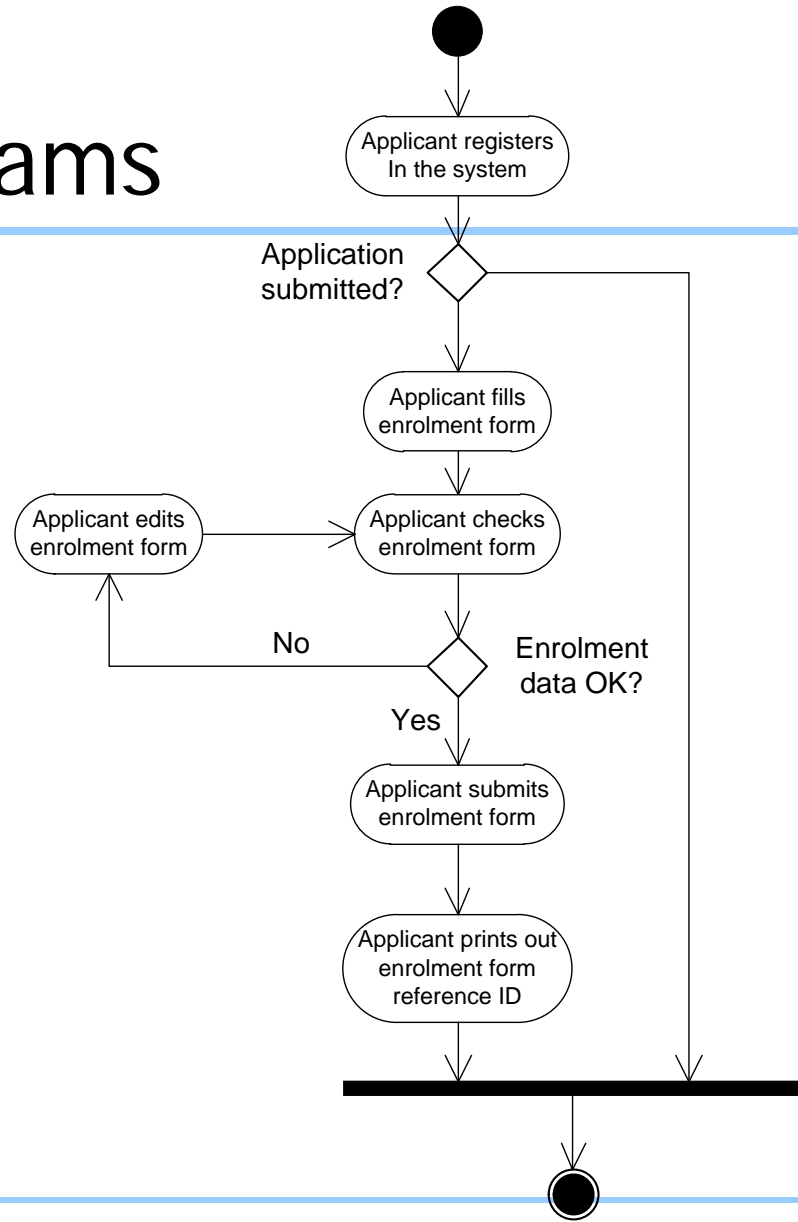 ams
Applicant registers
In the system
Application
submitted?
Applicant fills
enrolment form
Applicant edits
enrolment form
Applicant checks
enrolment form
No
Enrolment
data OK?
Yes
Applicant submits
enrolment form
Applicant prints out
enrolment form
reference ID